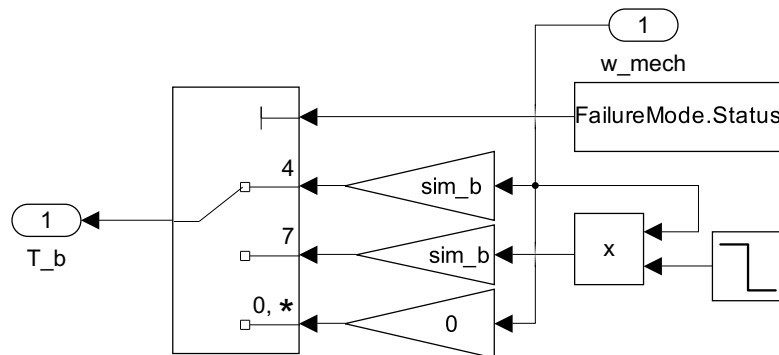 1
w_mech
FailureMode.Status
4
sim_b
1
T_b
7
sim_b
x
0, *
0